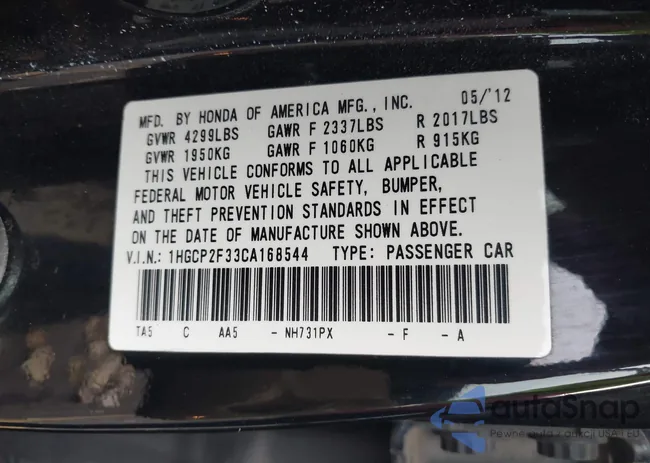 MFD. BY HONDA OF AMERICA MFG., INC. 05/'12
GVWR 4299LBS GAWR F 2337LBS R 2017LBS
GVWR 1950KG GAWR F 1060KG R 915KG
THIS VEHICLE CONFORMS TO ALL APPLICABLE
FEDERAL MOTOR VEHICLE SAFETY, BUMPER,
AND THEFT PREVENTION STANDARDS IN EFFECT
ON THE DATE OF MANUFACTURE SHOWN ABOVE.
V.I.N.: 1HGCP2F33CA168544 TYPE: PASSENGER CAR
TA5 C AA5 - NH731PX - F - A
autoSnap